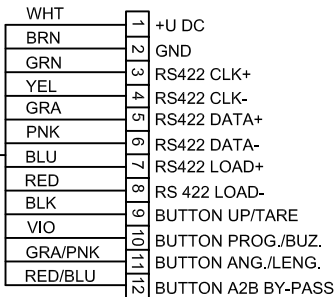 WHT 1 +U DC
BRN 2 GND
GRN 3 RS422 CLK+
YEL 4 RS422 CLK-
GRA 5 RS422 DATA+
PNK 6 RS422 DATA-
BLU 7 RS422 LOAD+
RED 8 RS 422 LOAD-
BLK 9 BUTTON UP/TARE
VIO 10 BUTTON PROG./BUZ.
GRA/PNK 11 BUTTON ANG./LENG.
RED/BLU 12 BUTTON A2B BY-PASS